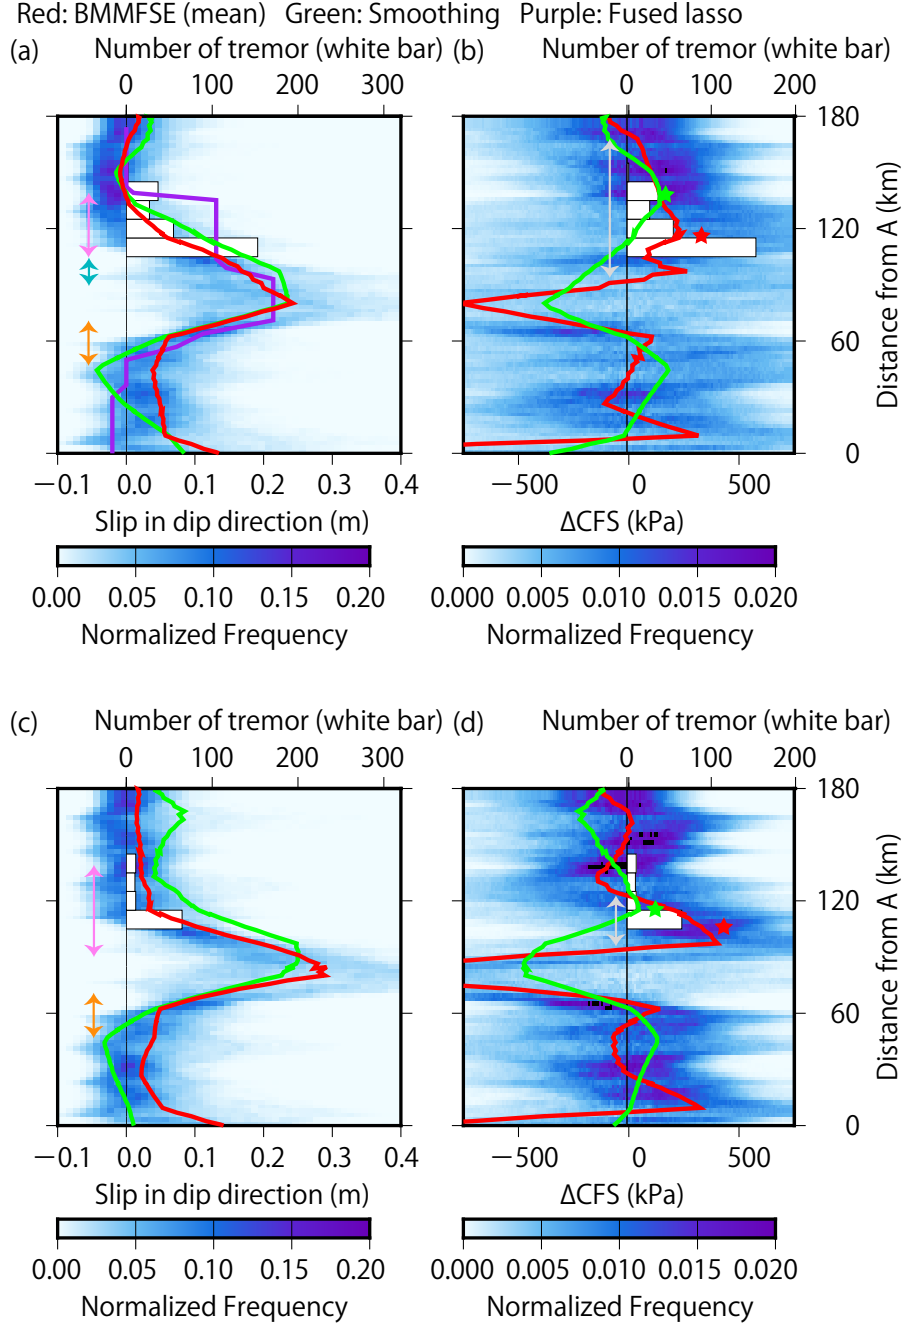 Red: BMMFSE (mean) Green: Smoothing Purple: Fused lasso
(a) Number of tremor (white bar) (b) Number of tremor (white bar)
0 100 200 300 0 100 200
180
120
60
0
Distance from A (km)
−0.1 0.0 0.1 0.2 0.3 0.4 −500 0 500
Slip in dip direction (m) ΔCFS (kPa)
0.00 0.05 0.10 0.15 0.20 0.000 0.005 0.010 0.015 0.020
Normalized Frequency Normalized Frequency
(c) Number of tremor (white bar) (d) Number of tremor (white bar)
0 100 200 300 0 100 200
180
120
60
0
Distance from A (km)
−0.1 0.0 0.1 0.2 0.3 0.4 −500 0 500
Slip in dip direction (m) ΔCFS (kPa)
0.00 0.05 0.10 0.15 0.20 0.000 0.005 0.010 0.015 0.020
Normalized Frequency Normalized Frequency